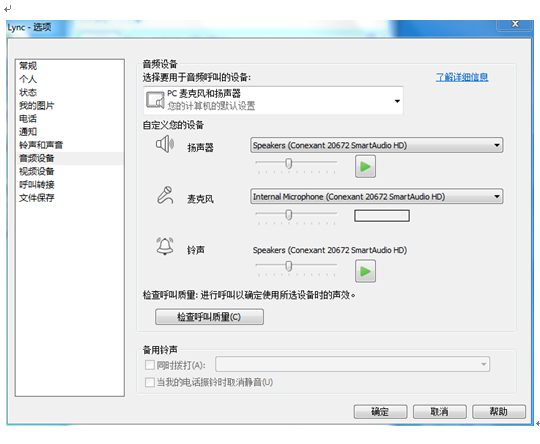 Lync - 选项
常规
个人
状态
我的图片
电话
通知
铃声和声音
音频设备
视频设备
呼叫转接
文件保存
音频设备
选择要用于音频呼叫的设备:
了解详细信息
PC 麦克风和扬声器
您的计算机的默认设置
自定义您的设备
扬声器
Speakers (Conexant 20672 SmartAudio HD)
麦克风
Internal Microphone (Conexant 20672 SmartAudio HD)
铃声
Speakers (Conexant 20672 SmartAudio HD)
检查呼叫质量: 进行呼叫以确定使用所选设备时的声效。
检查呼叫质量(C)
备用铃声
同时拨打(A):
当我的电话振铃时取消静音(U)
确定
取消
帮助